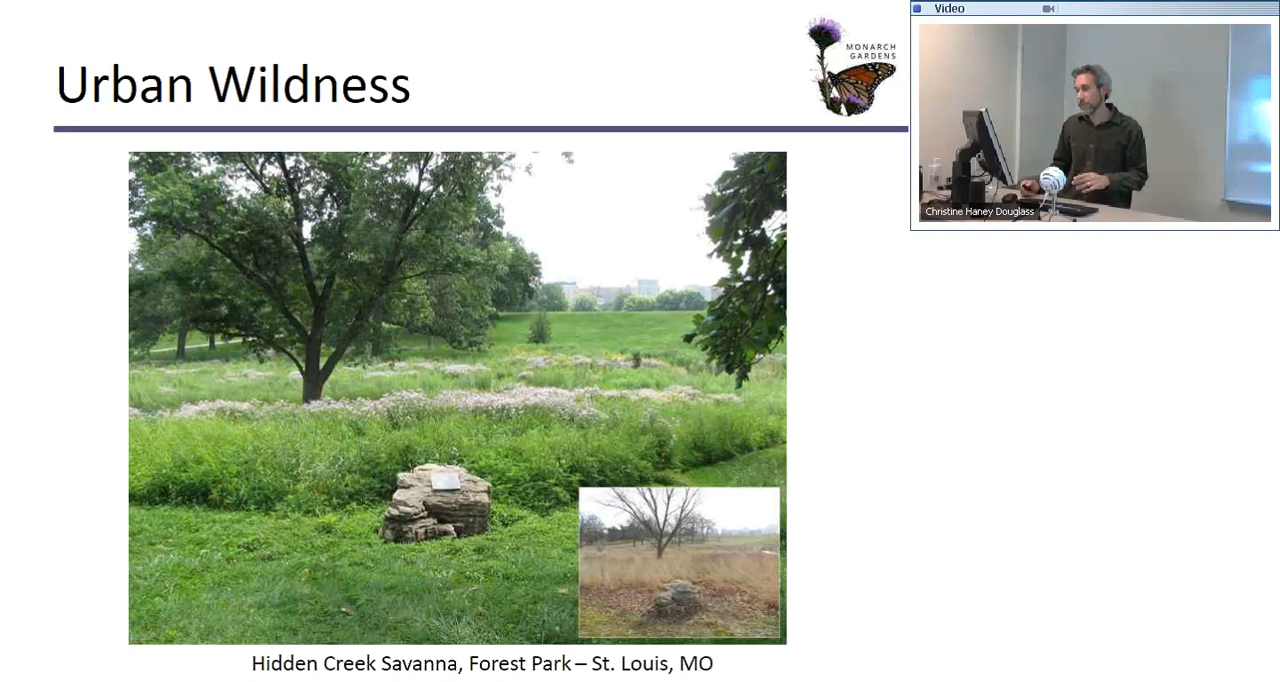 Urban Wildness
MONARCH
GARDENS
Video
Christine Haney Douglass
Hidden Creek Savanna, Forest Park – St. Louis, MO